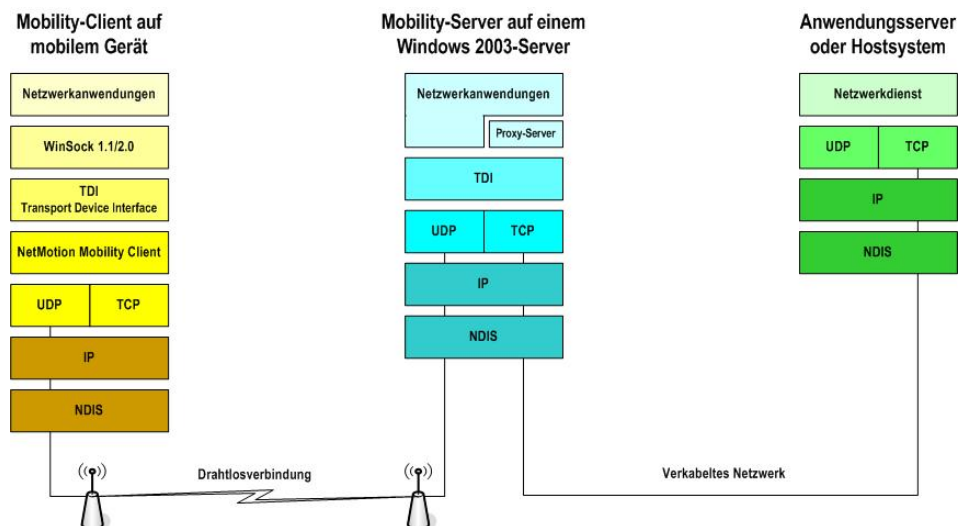 Mobility-Client auf
mobilem Gerät
Netzwerkanwendungen
WinSock 1.1/2.0
TDI
Transport Device Interface
NetMotion Mobility Client
UDP TCP
IP
NDIS
Mobility-Server auf einem
Windows 2003-Server
Netzwerkanwendungen
Proxy-Server
TDI
UDP TCP
IP
NDIS
Anwendungsserver
oder Hostsystem
Netzwerkdienst
UDP TCP
IP
NDIS
Drahtlosverbindung
Verkabeltes Netzwerk